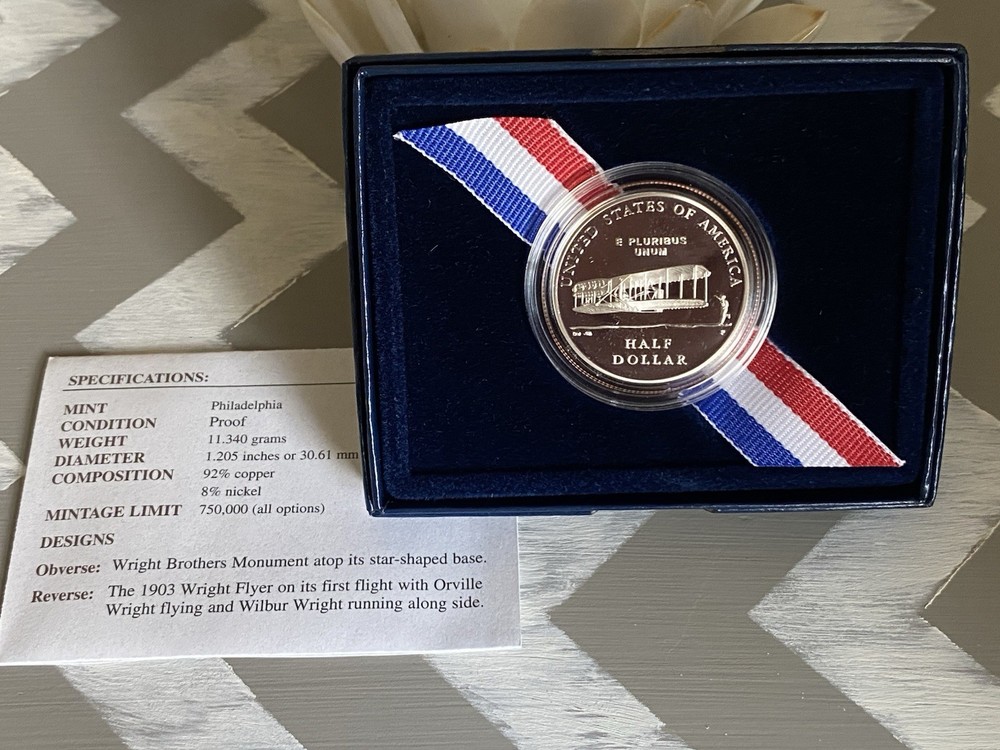 UNITED STATES OF AMERICA
E PLURIBUS
UNUM
HALF
DOLLAR
SPECIFICATIONS:
MINT Philadelphia
CONDITION Proof
WEIGHT 11.340 grams
DIAMETER 1.205 inches or 30.61 mm
COMPOSITION 92% copper
8% nickel
MINTAGE LIMIT 750,000 (all options)
DESIGNS
Obverse: Wright Brothers Monument atop its star-shaped base.
Reverse: The 1903 Wright Flyer on its first flight with Orville
Wright flying and Wilbur Wright running along side.